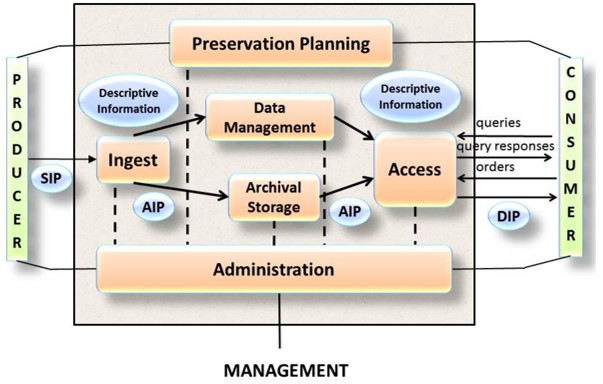 Preservation Planning
PRODUCER
CONSUMER
Descriptive
Information
Descriptive
Information
Data
Management
queries
query responses
orders
Ingest
Access
SIP
Archival
Storage
AIP
AIP
DIP
Administration
MANAGEMENT